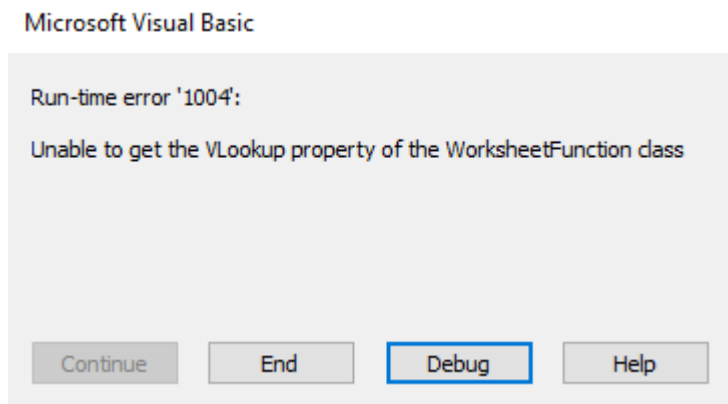 Microsoft Visual Basic
Run-time error '1004':
Unable to get the VLookup property of the WorksheetFunction class
Continue End Debug Help